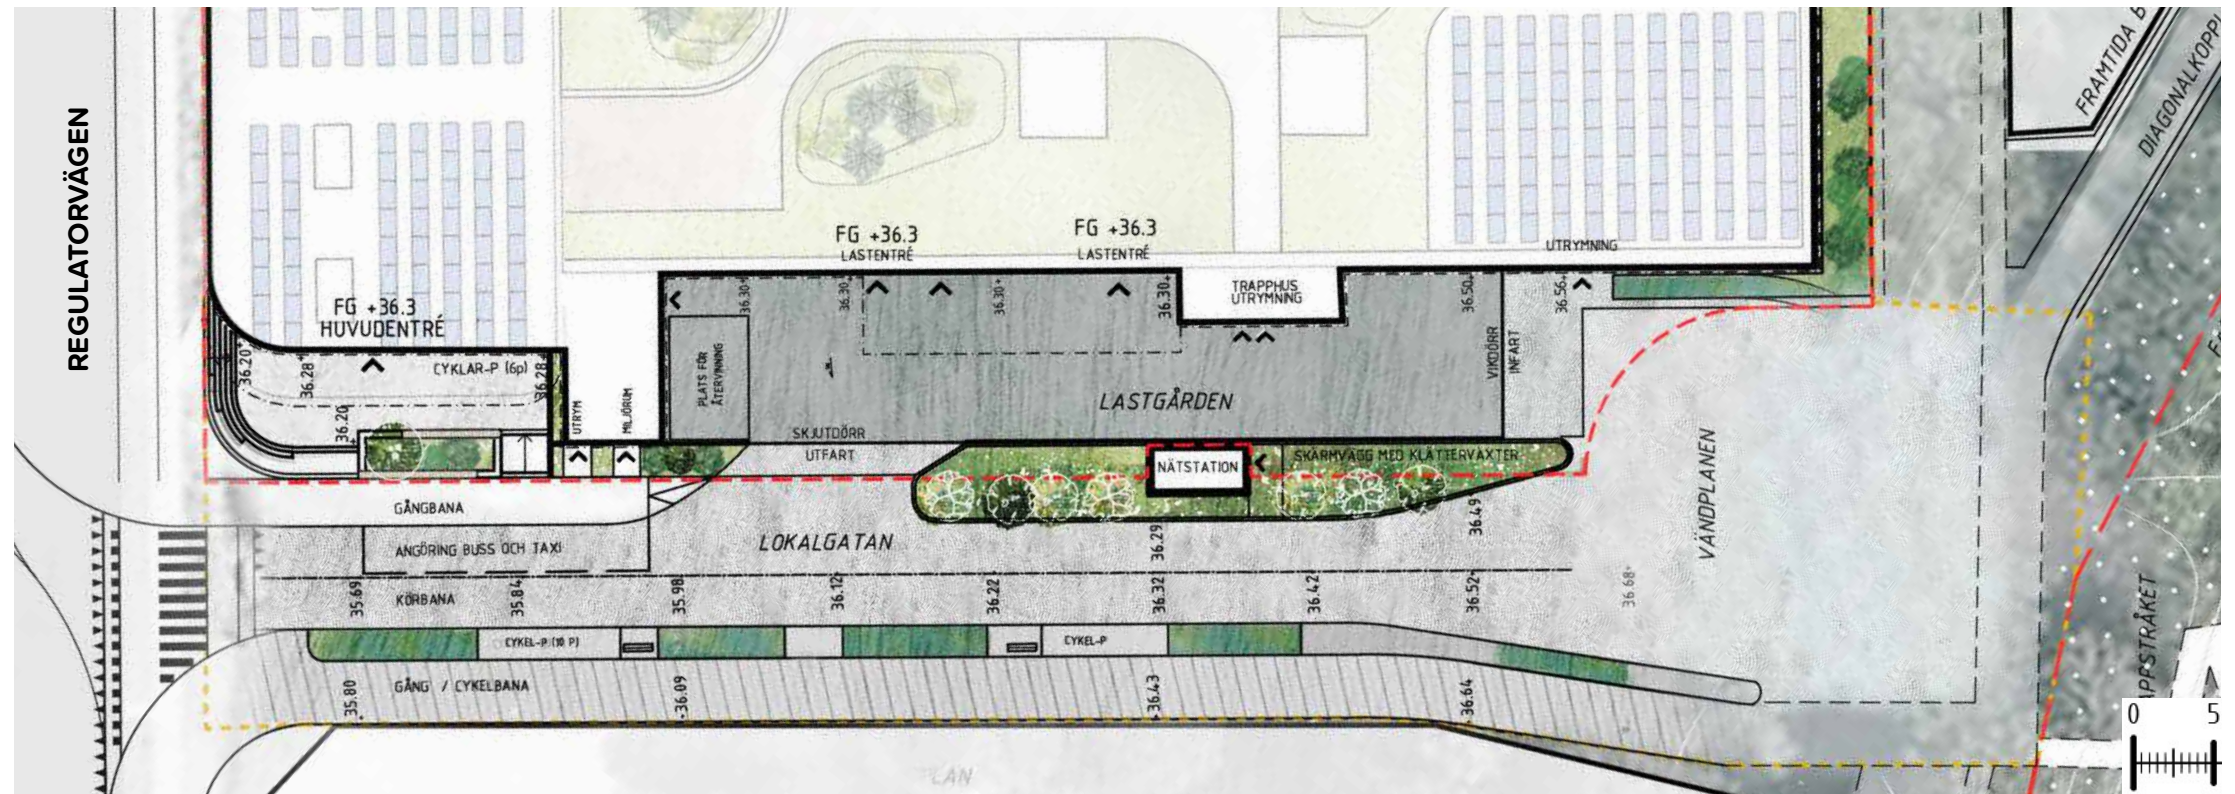 REGULATORVÄGEN
FG +36.3
HUVUDENTRÉ
CYKLAR-P (6p)
36.20
36.28
36.28
36.20
UTRYM
MILJÖRUM
FG +36.3
LASTENTRÉ
FG +36.3
LASTENTRÉ
36.30
36.30
36.30
36.30
PLATS FÖR
ÅTERVINNING
TRAPPHUS
UTRYMNING
UTRYMNING
36.50
36.56
VIKDÖRR
INFART
LASTGÅRDEN
SKJUTDÖRR
UTFART
NÄTSTATION
SKÄRMVÄGG MED KLÄTTERVÄXTER
GÅNGBANA
ANGÖRING BUSS OCH TAXI
LOKALGATAN
36.29
36.49
VÄNDPLANEN
KÖRBANA
35.69
35.84
35.98
36.12
36.22
36.32
36.42
36.52
36.68
CYKEL-P (10 P)
CYKEL-P
GÅNG / CYKELBANA
35.80
36.09
36.43
36.64
FRAMTIDA B
DIAGONALKOPPL
APPSTRÅKET
PLAN
0 5